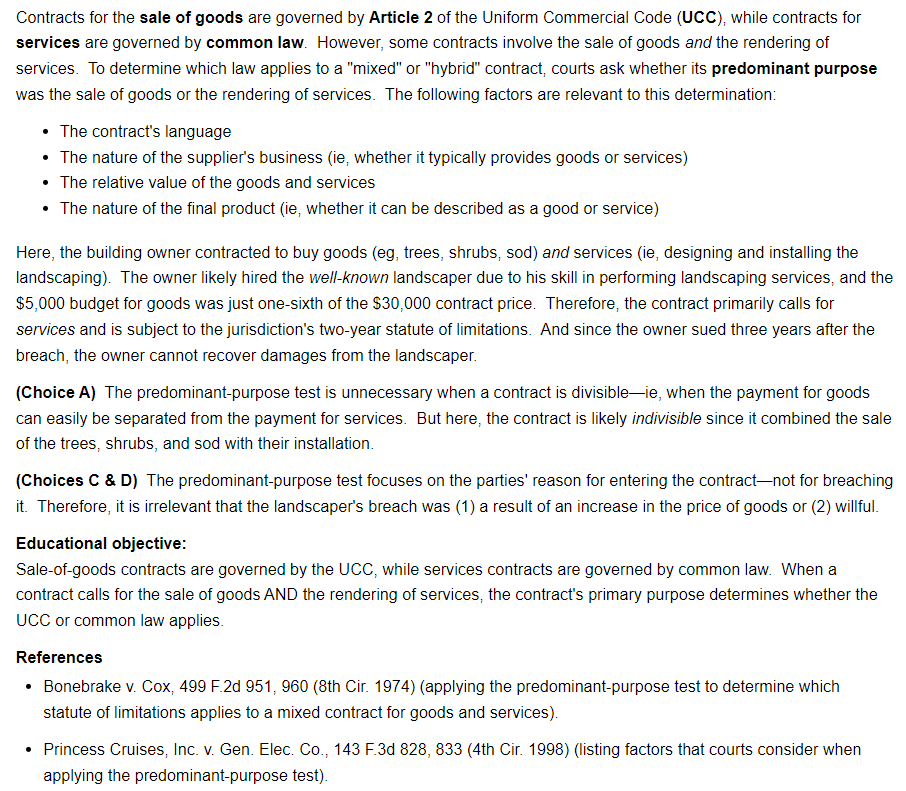 Contracts for the sale of goods are governed by Article 2 of the Uniform Commercial Code (UCC), while contracts for
services are governed by common law.  However, some contracts involve the sale of goods and the rendering of
services.  To determine which law applies to a "mixed" or "hybrid" contract, courts ask whether its predominant purpose
was the sale of goods or the rendering of services.  The following factors are relevant to this determination:
• The contract's language
• The nature of the supplier's business (ie, whether it typically provides goods or services)
• The relative value of the goods and services
• The nature of the final product (ie, whether it can be described as a good or service)
Here, the building owner contracted to buy goods (eg, trees, shrubs, sod) and services (ie, designing and installing the
landscaping).  The owner likely hired the well-known landscaper due to his skill in performing landscaping services, and the
$5,000 budget for goods was just one-sixth of the $30,000 contract price.  Therefore, the contract primarily calls for
services and is subject to the jurisdiction's two-year statute of limitations.  And since the owner sued three years after the
breach, the owner cannot recover damages from the landscaper.
(Choice A)  The predominant-purpose test is unnecessary when a contract is divisible—ie, when the payment for goods
can easily be separated from the payment for services.  But here, the contract is likely indivisible since it combined the sale
of the trees, shrubs, and sod with their installation.
(Choices C & D)  The predominant-purpose test focuses on the parties' reason for entering the contract—not for breaching
it.  Therefore, it is irrelevant that the landscaper's breach was (1) a result of an increase in the price of goods or (2) willful.
Educational objective:
Sale-of-goods contracts are governed by the UCC, while services contracts are governed by common law.  When a
contract calls for the sale of goods AND the rendering of services, the contract's primary purpose determines whether the
UCC or common law applies.
References
• Bonebrake v. Cox, 499 F.2d 951, 960 (8th Cir. 1974) (applying the predominant-purpose test to determine which
statute of limitations applies to a mixed contract for goods and services).
• Princess Cruises, Inc. v. Gen. Elec. Co., 143 F.3d 828, 833 (4th Cir. 1998) (listing factors that courts consider when
applying the predominant-purpose test).